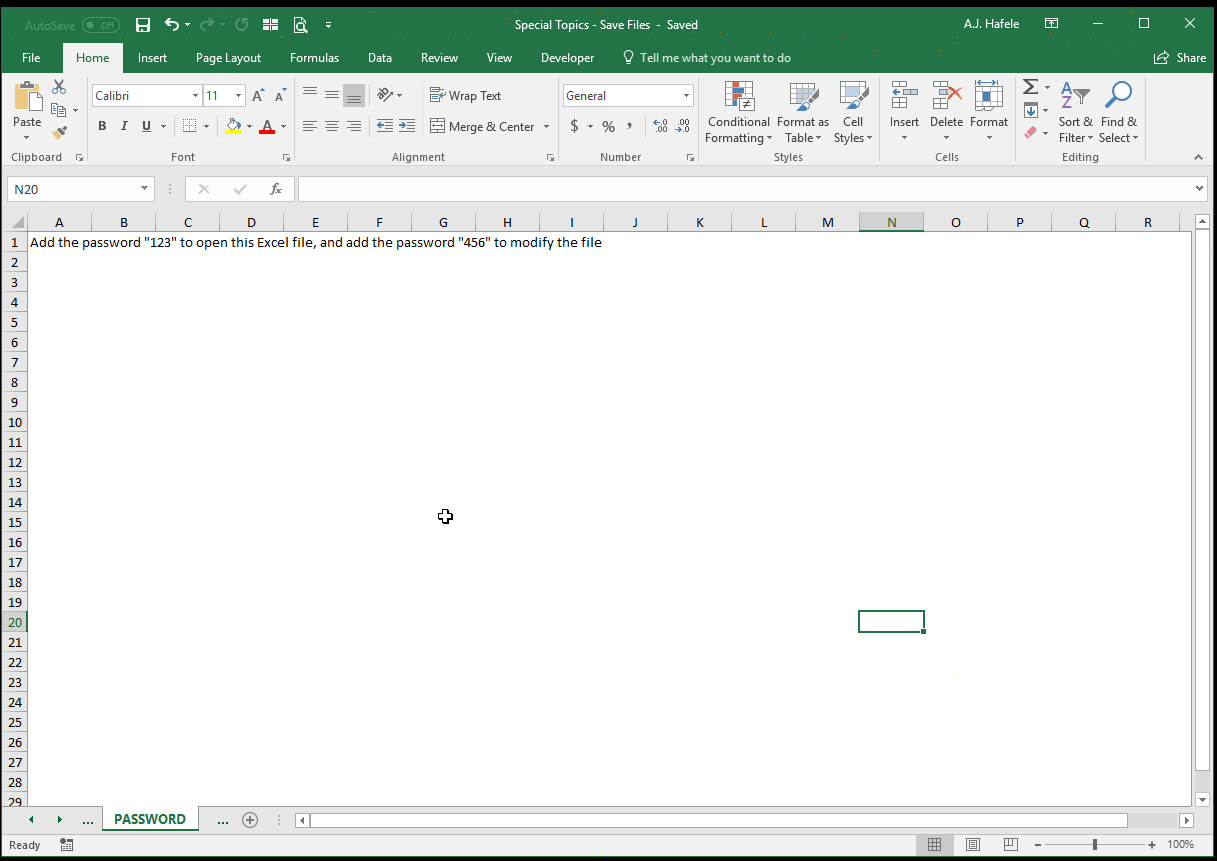 AutoSave Off Special Topics - Save Files - Saved A.J. Hafele
File Home Insert Page Layout Formulas Data Review View Developer Tell me what you want to do Share
Calibri 11 Wrap Text General
Paste B I U Merge & Center $ % , Conditional Formatting Format as Table Cell Styles Insert Delete Format Sort & Filter Find & Select
Clipboard Font Alignment Number Styles Cells Editing
N20 fx
A B C D E F G H I J K L M N O P Q R
1 Add the password "123" to open this Excel file, and add the password "456" to modify the file
2
3
4
5
6
7
8
9
10
11
12
13
14
15
16
17
18
19
20
21
22
23
24
25
26
27
28
29
... PASSWORD ...
Ready 100%